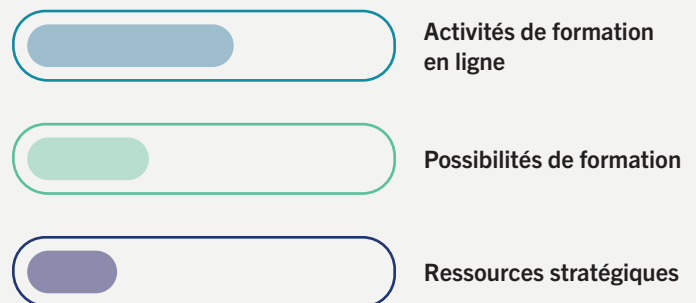 Activités de formation
en ligne
Possibilités de formation
Ressources stratégiques